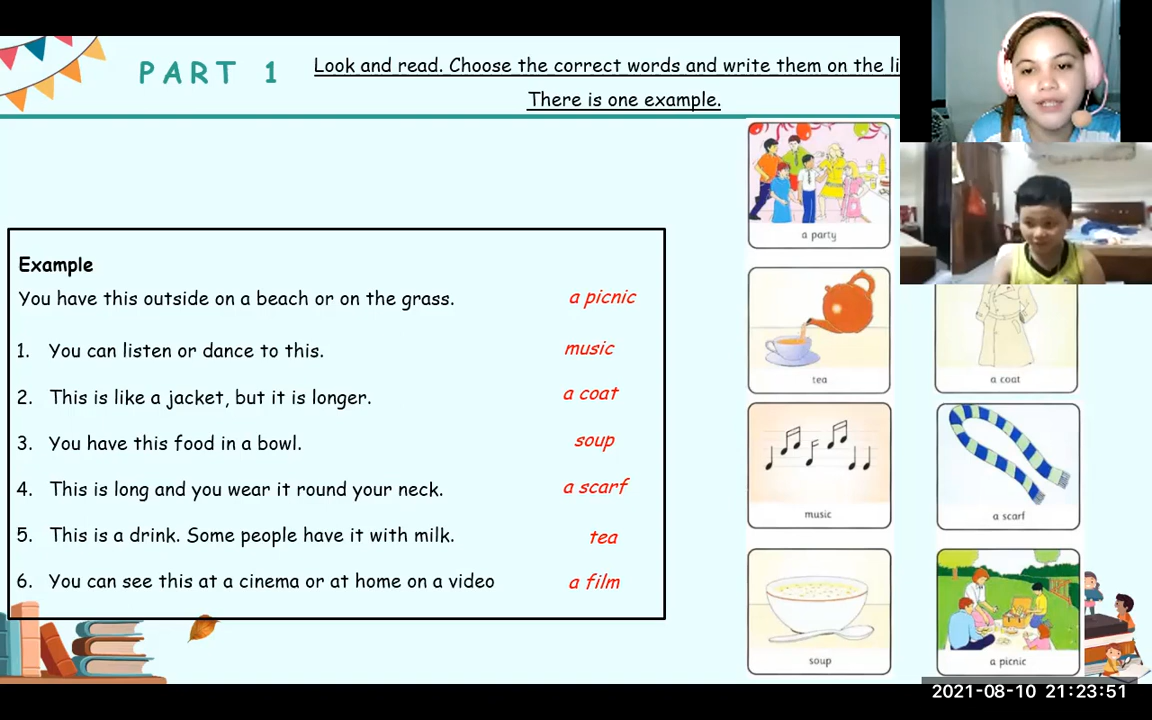 PART 1
Look and read. Choose the correct words and write them on the li
There is one example.
Example
You have this outside on a beach or on the grass. a picnic
1. You can listen or dance to this. music
2. This is like a jacket, but it is longer. a coat
3. You have this food in a bowl. soup
4. This is long and you wear it round your neck. a scarf
5. This is a drink. Some people have it with milk. tea
6. You can see this at a cinema or at home on a video a film
a party
tea
a coat
music
a scarf
soup
a picnic
2021-08-10 21:23:51